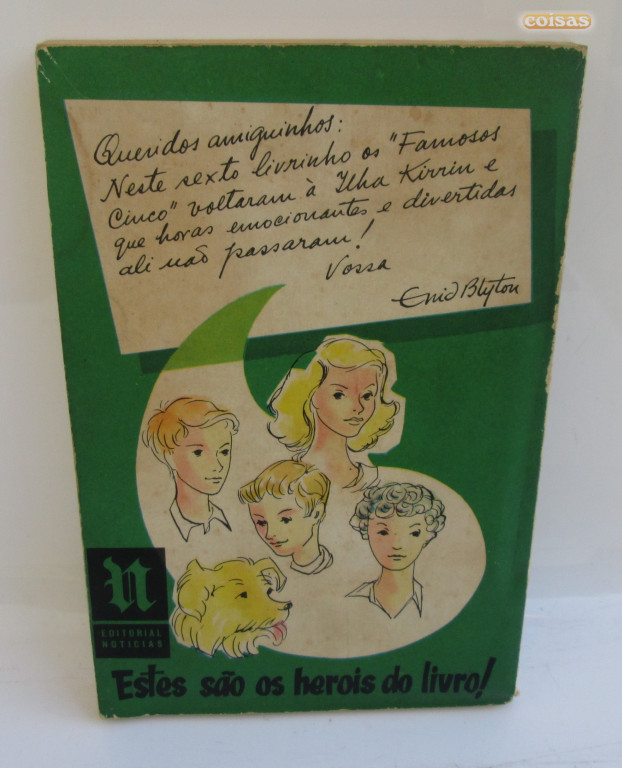 coisas
Queridos amiguinhos:
Neste sexto livrinho os "Famosos
Cinco" voltaram à Ilha Kirrin e
que horas emocionantes e divertidas
ali não passaram!
Vossa
Enid Blyton
N
EDITORIAL
NOTICIAS
Estes são os herois do livro!